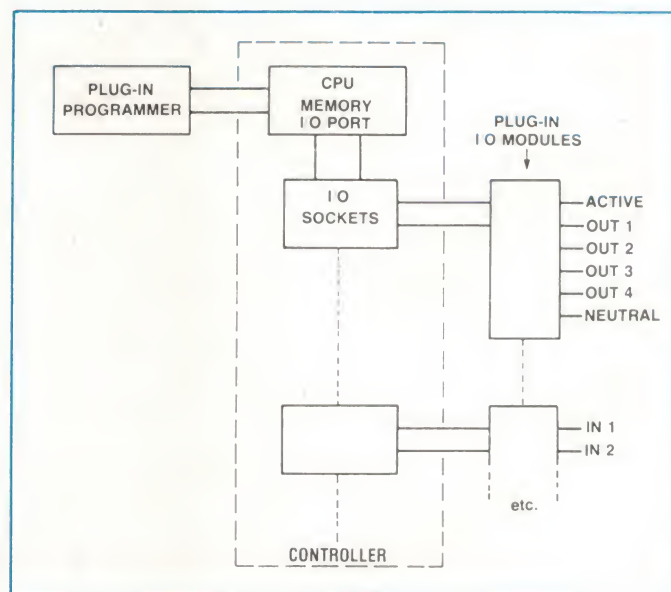 PLUG-IN
PROGRAMMER
CPU
MEMORY
I O PORT
PLUG-IN
I O MODULES
I O
SOCKETS
ACTIVE
OUT 1
OUT 2
OUT 3
OUT 4
NEUTRAL
IN 1
IN 2
etc.
CONTROLLER